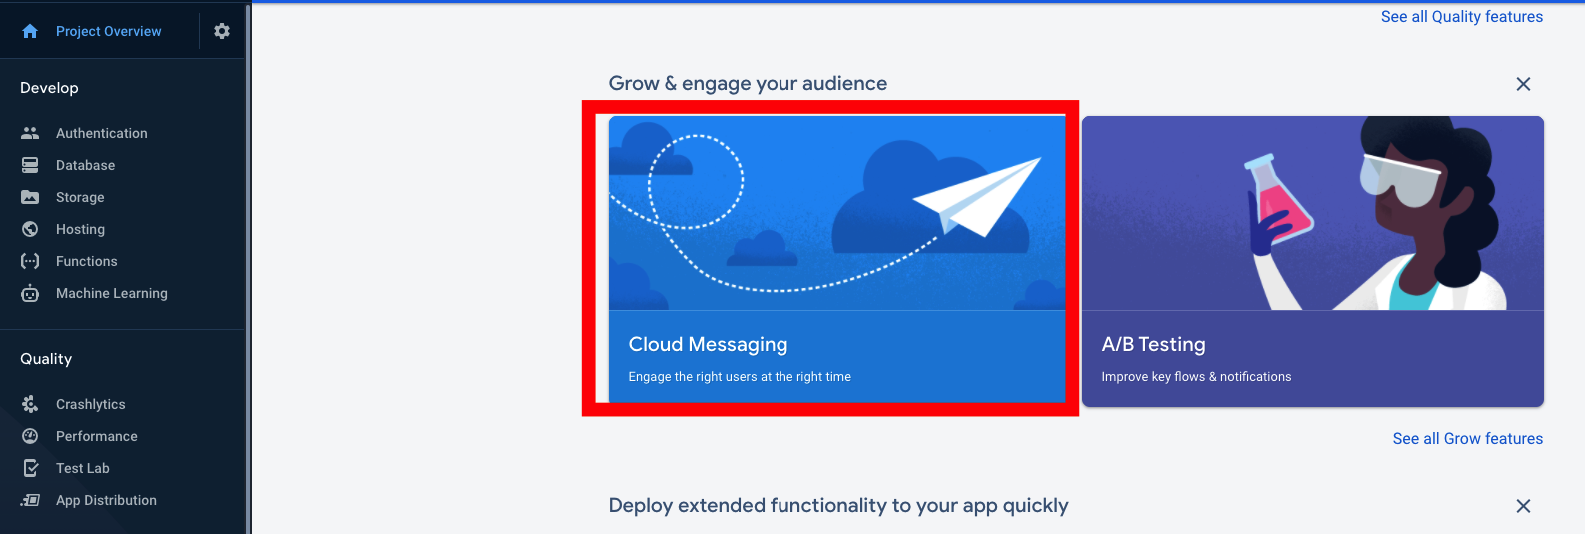 Project Overview
Develop
Authentication
Database
Storage
Hosting
Functions
Machine Learning
Quality
Crashlytics
Performance
Test Lab
App Distribution
See all Quality features
Grow & engage your audience
Cloud Messaging
Engage the right users at the right time
A/B Testing
Improve key flows & notifications
See all Grow features
Deploy extended functionality to your app quickly